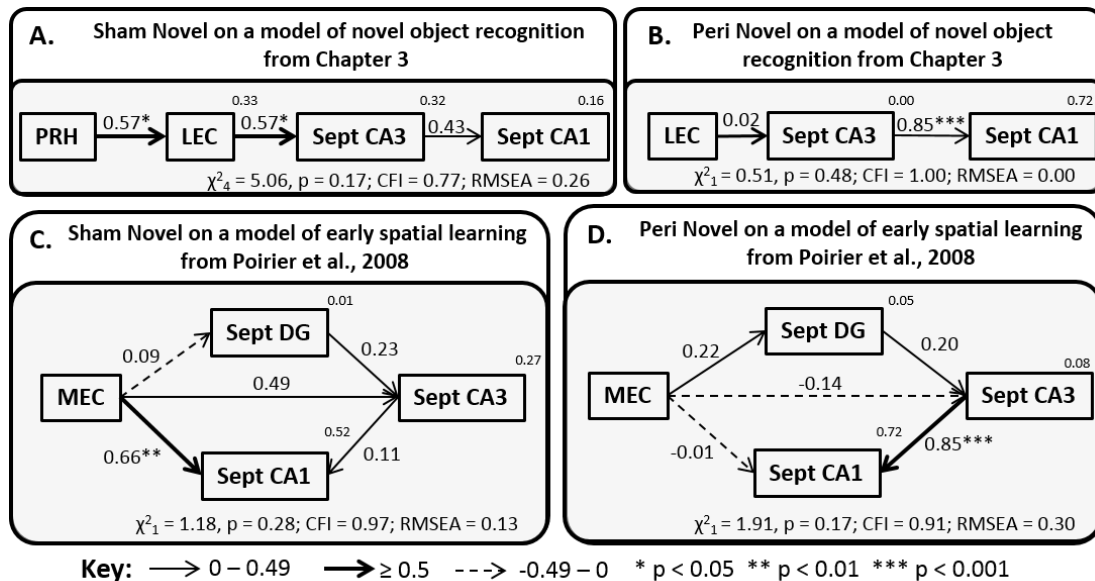 A.
Sham Novel on a model of novel object recognition
from Chapter 3
0.33
0.32
0.16
PRH
0.57*
LEC
0.57*
Sept CA3
0.43
Sept CA1
χ²₄ = 5.06, p = 0.17; CFI = 0.77; RMSEA = 0.26
B.
Peri Novel on a model of novel object
recognition from Chapter 3
0.00
0.72
LEC
0.02
Sept CA3
0.85***
Sept CA1
χ²₁ = 0.51, p = 0.48; CFI = 1.00; RMSEA = 0.00
C.
Sham Novel on a model of early spatial learning
from Poirier et al., 2008
0.01
Sept DG
0.09
0.23
0.27
0.49
MEC
Sept CA3
0.52
0.66**
0.11
Sept CA1
χ²₁ = 1.18, p = 0.28; CFI = 0.97; RMSEA = 0.13
D.
Peri Novel on a model of early spatial learning
from Poirier et al., 2008
0.05
Sept DG
0.22
0.20
0.08
-0.14
MEC
Sept CA3
0.72
-0.01
0.85***
Sept CA1
χ²₁ = 1.91, p = 0.17; CFI = 0.91; RMSEA = 0.30
Key: 0 – 0.49 ≥ 0.5 -0.49 – 0 * p < 0.05 ** p < 0.01 *** p < 0.001